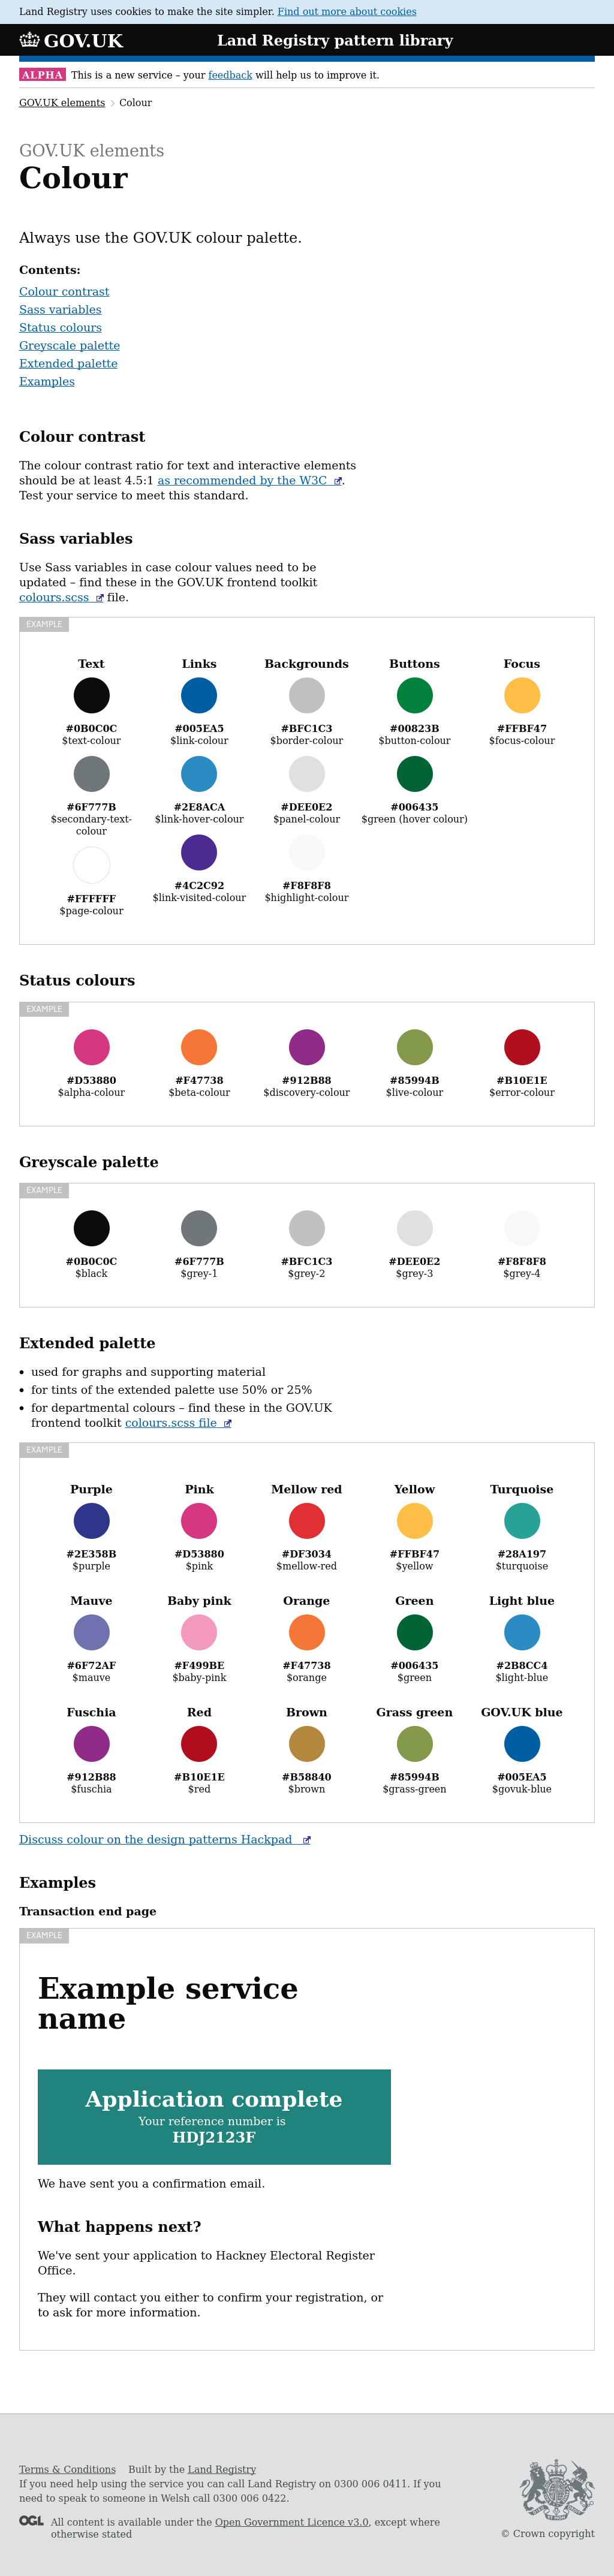 Land Registry uses cookies to make the site simpler. Find out more about cookies
GOV.UK
Land Registry pattern library
ALPHA This is a new service – your feedback will help us to improve it.
GOV.UK elements Colour
GOV.UK elements
Colour
Always use the GOV.UK colour palette.
Contents:
Colour contrast
Sass variables
Status colours
Greyscale palette
Extended palette
Examples
Colour contrast
The colour contrast ratio for text and interactive elements
should be at least 4.5:1 as recommended by the W3C .
Test your service to meet this standard.
Sass variables
Use Sass variables in case colour values need to be
updated – find these in the GOV.UK frontend toolkit
colours.scss file.
EXAMPLE
Text Links Backgrounds Buttons Focus
#0B0C0C #005EA5 #BFC1C3 #00823B #FFBF47
$text-colour $link-colour $border-colour $button-colour $focus-colour
#6F777B #2E8ACA #DEE0E2 #006435
$secondary-text- $link-hover-colour $panel-colour $green (hover colour)
colour
#4C2C92 #F8F8F8
$link-visited-colour $highlight-colour
#FFFFFF
$page-colour
Status colours
EXAMPLE
#D53880 #F47738 #912B88 #85994B #B10E1E
$alpha-colour $beta-colour $discovery-colour $live-colour $error-colour
Greyscale palette
EXAMPLE
#0B0C0C #6F777B #BFC1C3 #DEE0E2 #F8F8F8
$black $grey-1 $grey-2 $grey-3 $grey-4
Extended palette
• used for graphs and supporting material
• for tints of the extended palette use 50% or 25%
• for departmental colours – find these in the GOV.UK
frontend toolkit colours.scss file
EXAMPLE
Purple Pink Mellow red Yellow Turquoise
#2E358B #D53880 #DF3034 #FFBF47 #28A197
$purple $pink $mellow-red $yellow $turquoise
Mauve Baby pink Orange Green Light blue
#6F72AF #F499BE #F47738 #006435 #2B8CC4
$mauve $baby-pink $orange $green $light-blue
Fuschia Red Brown Grass green GOV.UK blue
#912B88 #B10E1E #B58840 #85994B #005EA5
$fuschia $red $brown $grass-green $govuk-blue
Discuss colour on the design patterns Hackpad
Examples
Transaction end page
EXAMPLE
Example service
name
Application complete
Your reference number is
HDJ2123F
We have sent you a confirmation email.
What happens next?
We've sent your application to Hackney Electoral Register
Office.
They will contact you either to confirm your registration, or
to ask for more information.
Terms & Conditions Built by the Land Registry
If you need help using the service you can call Land Registry on 0300 006 0411. If you
need to speak to someone in Welsh call 0300 006 0422.
OGL All content is available under the Open Government Licence v3.0, except where
otherwise stated
© Crown copyright